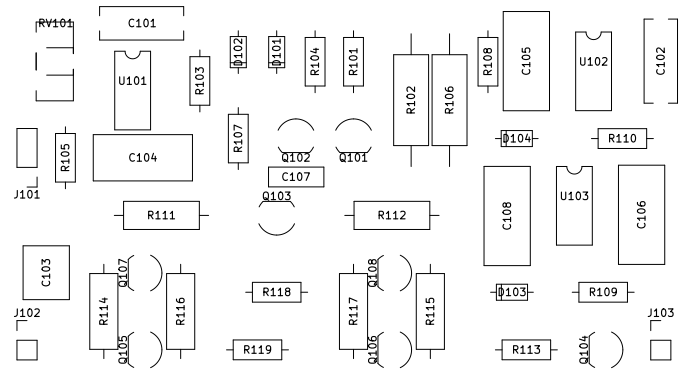 RV101
C101
U101
R103
D102
D101
R104
R101
R102
R106
R108
C105
U102
C102
J101
R105
C104
R107
Q102
Q101
C107
D104
R110
Q103
R111
R112
C108
U103
C106
C103
Q107
R114
R116
R118
Q108
R117
R115
D103
R109
J102
J103
Q105
R119
Q106
R113
Q104